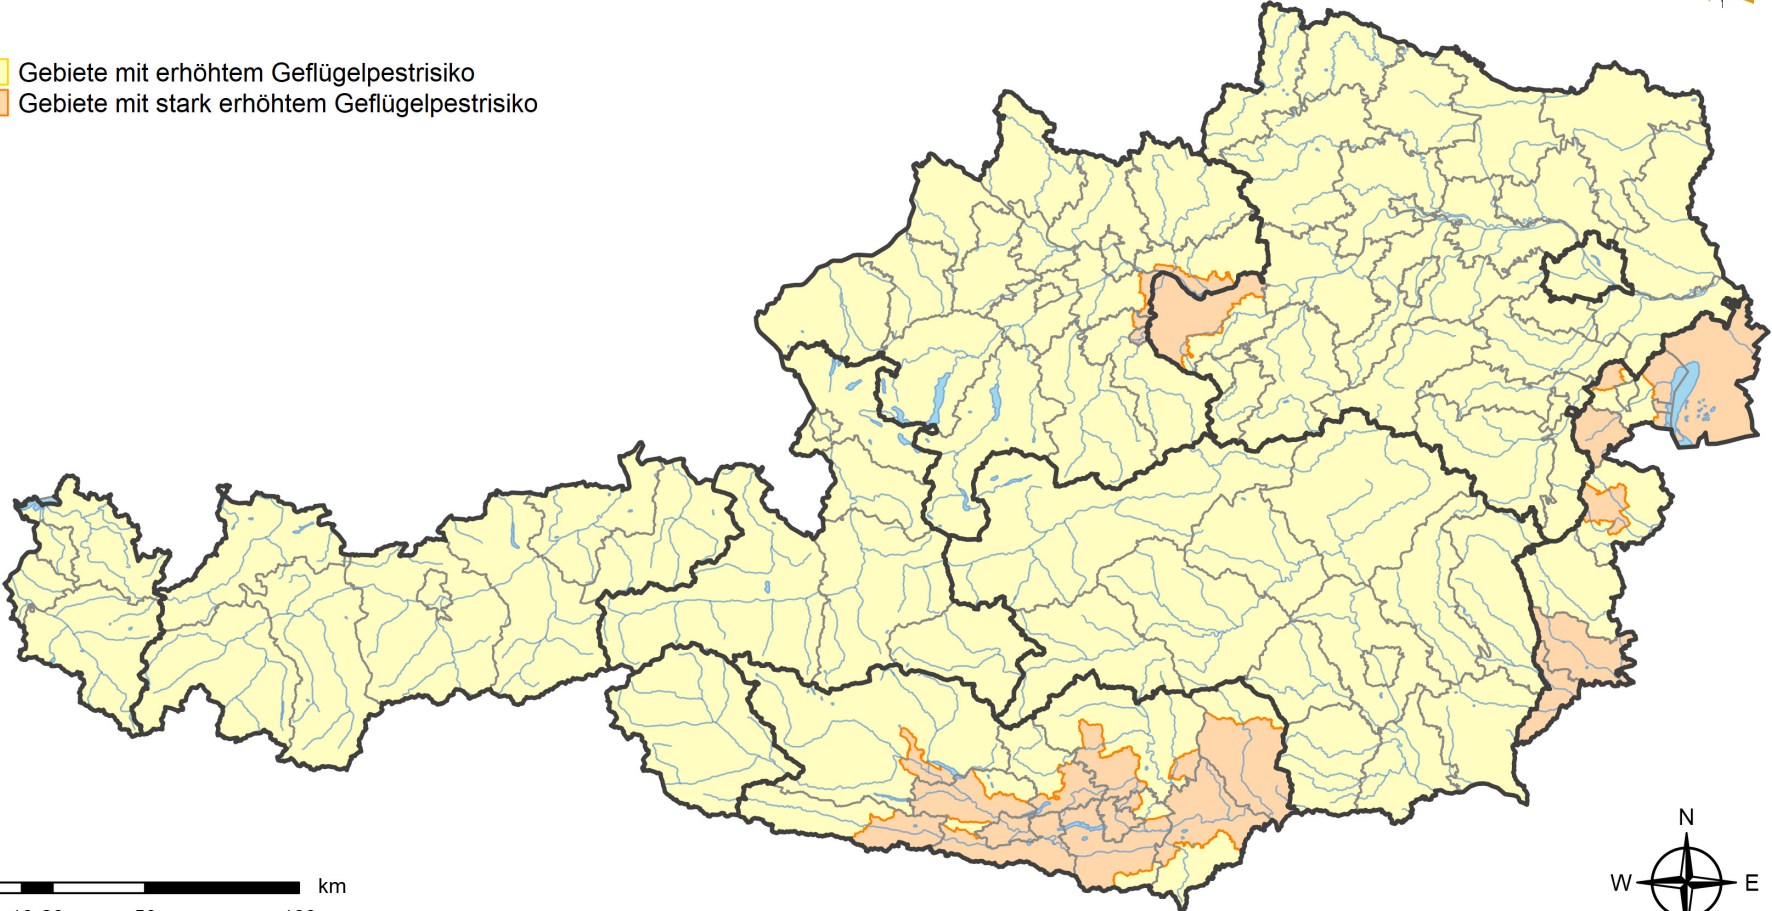 Gebiete mit erhöhtem Geflügelpestrisiko
Gebiete mit stark erhöhtem Geflügelpestrisiko
km
N
W E